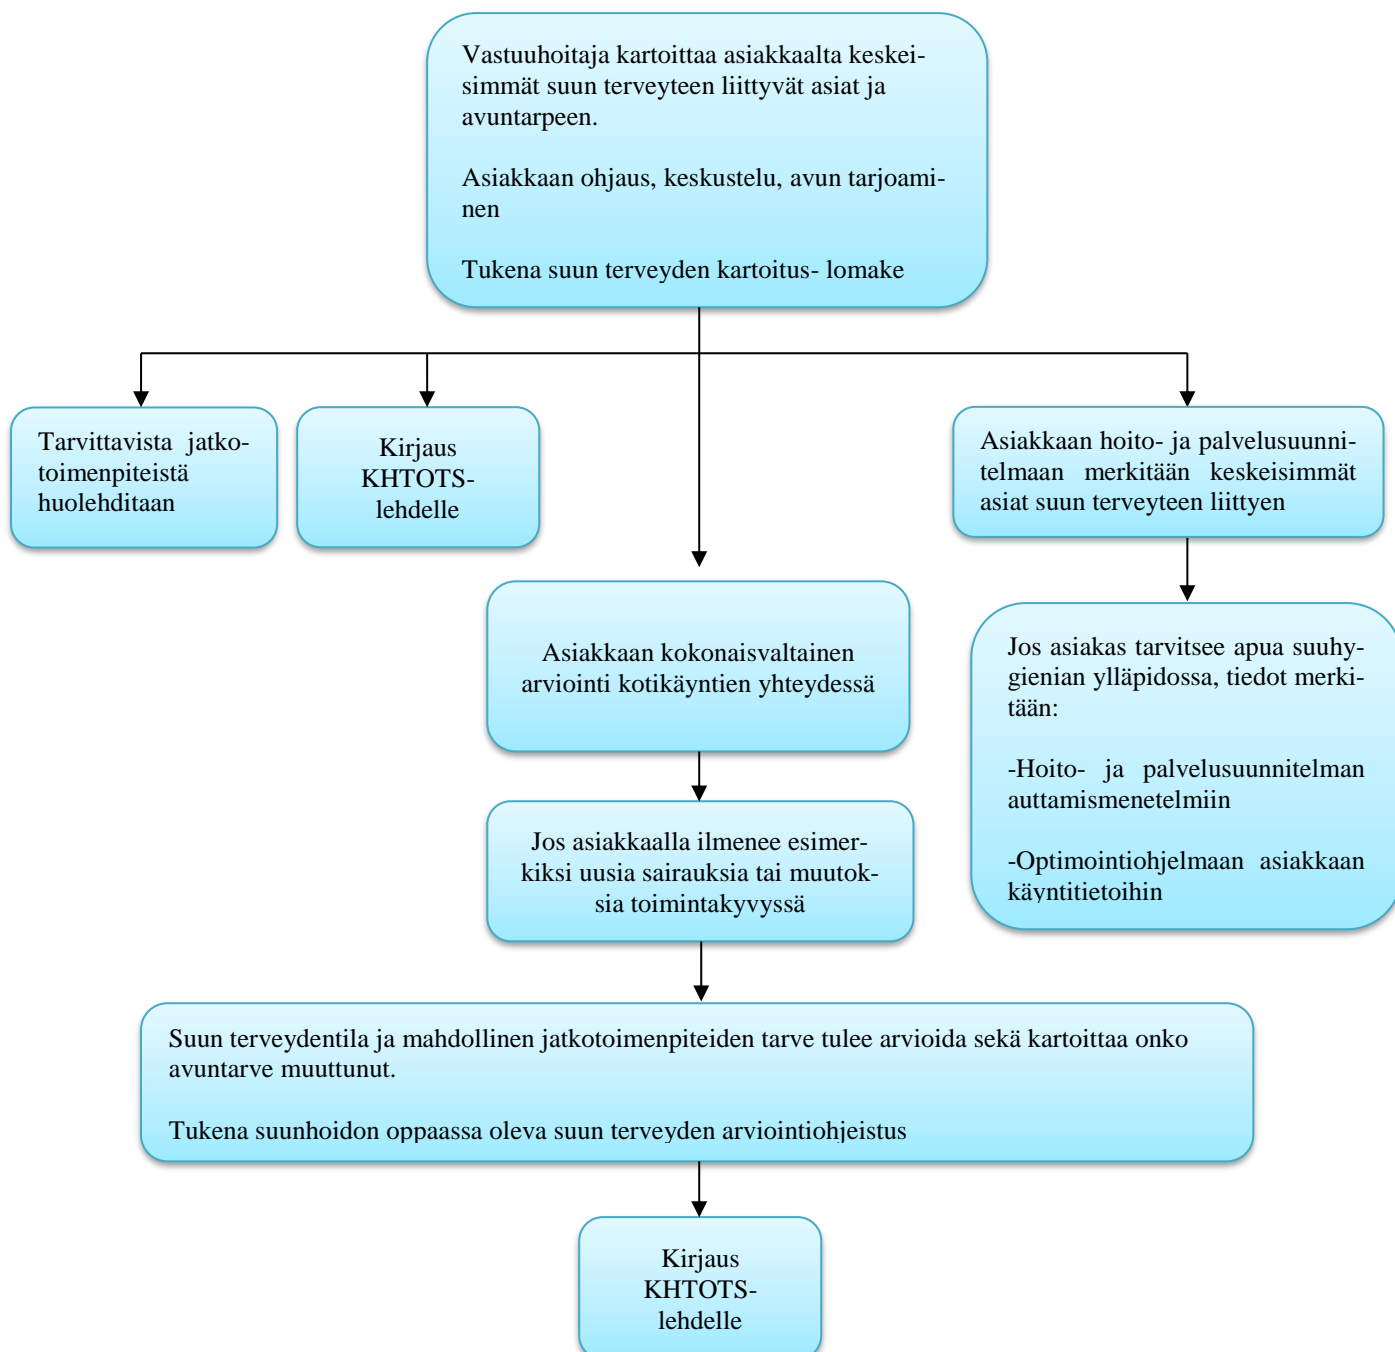 Vastuuhoitaja kartoittaa asiakkaalta keskei-
simmät suun terveyteen liittyvät asiat ja
avuntarpeen.
Asiakkaan ohjaus, keskustelu, avun tarjoami-
nen
Tukena suun terveyden kartoitus- lomake
Tarvittavista jatko-
toimenpiteistä
huolehditaan
Kirjaus
KHTOTS-
lehdelle
Asiakkaan hoito- ja palvelusuunni-
telmaan merkitään keskeisimmät
asiat suun terveyteen liittyen
Asiakkaan kokonaisvaltainen
arviointi kotikäyntien yhteydessä
Jos asiakas tarvitsee apua suuhy-
gienian ylläpidossa, tiedot merki-
tään:
-Hoito- ja palvelusuunnitelman
auttamismenetelmiin
-Optimointiohjelmaan asiakkaan
käyntitietoihin
Jos asiakkaalla ilmenee esimer-
kiksi uusia sairauksia tai muutok-
sia toimintakyvyssä
Suun terveydentila ja mahdollinen jatkotoimenpiteiden tarve tulee arvioida sekä kartoittaa onko
avuntarve muuttunut.
Tukena suunhoidon oppaassa oleva suun terveyden arviointiohjeistus
Kirjaus
KHTOTS-
lehdelle